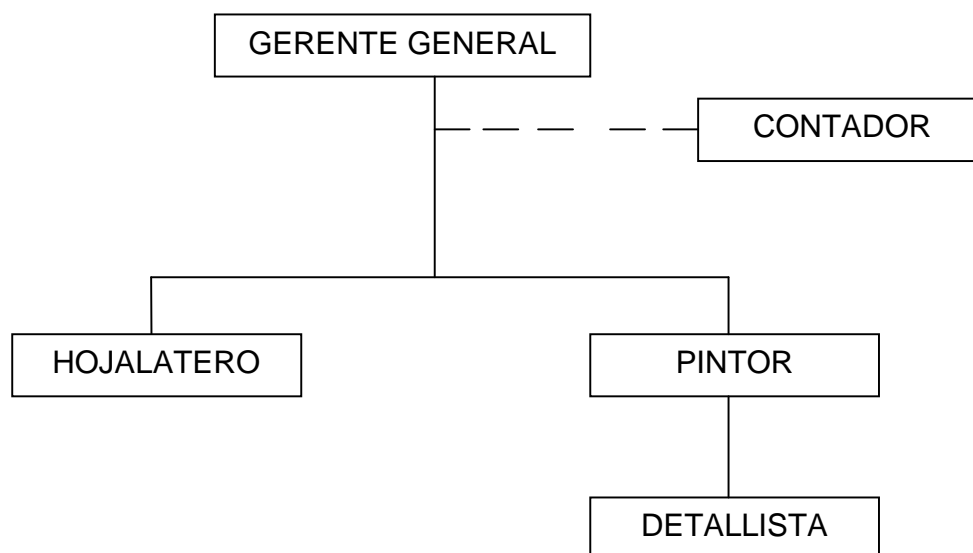 GERENTE GENERAL
CONTADOR
HOJALATERO
PINTOR
DETALLISTA